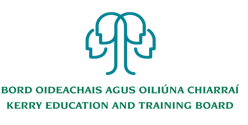 BORD OIDEACHAIS AGUS OILIÚNA CHIARRAÍ
KERRY EDUCATION AND TRAINING BOARD